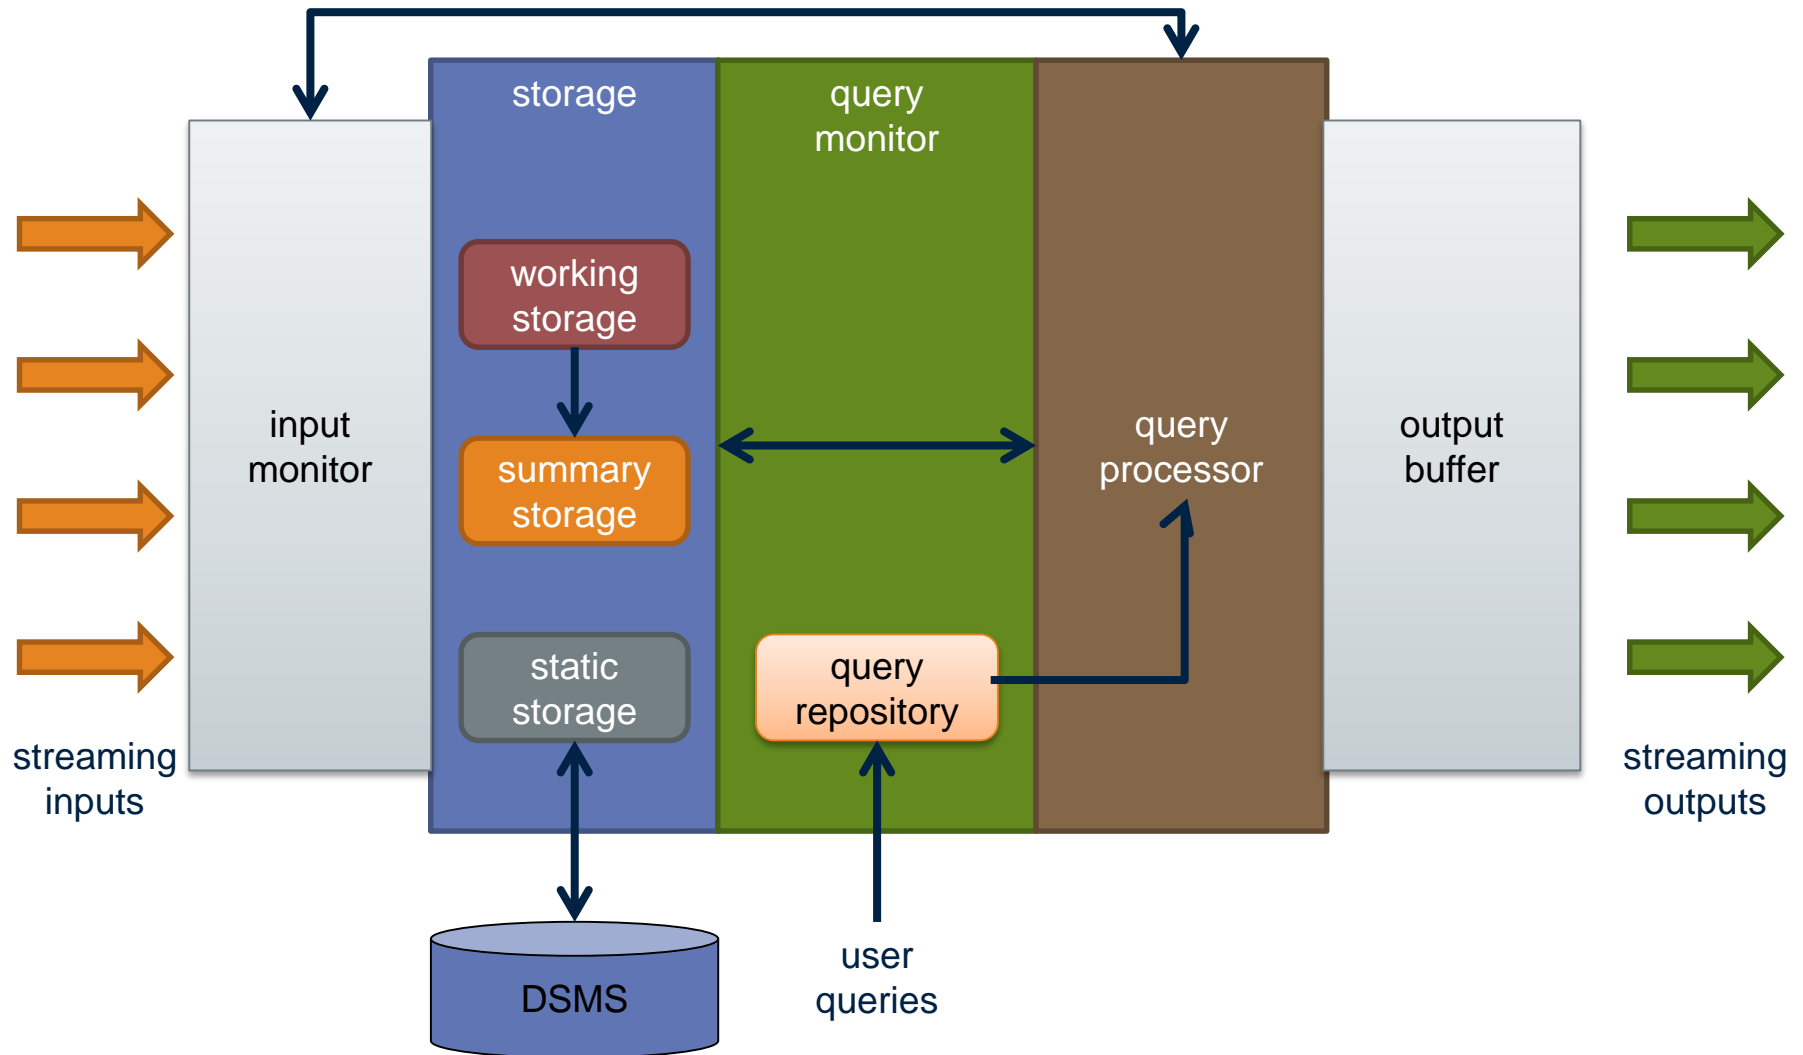 storage
query
monitor
working
storage
input
monitor
summary
storage
query
processor
output
buffer
static
storage
query
repository
streaming
inputs
streaming
outputs
user
queries
DSMS